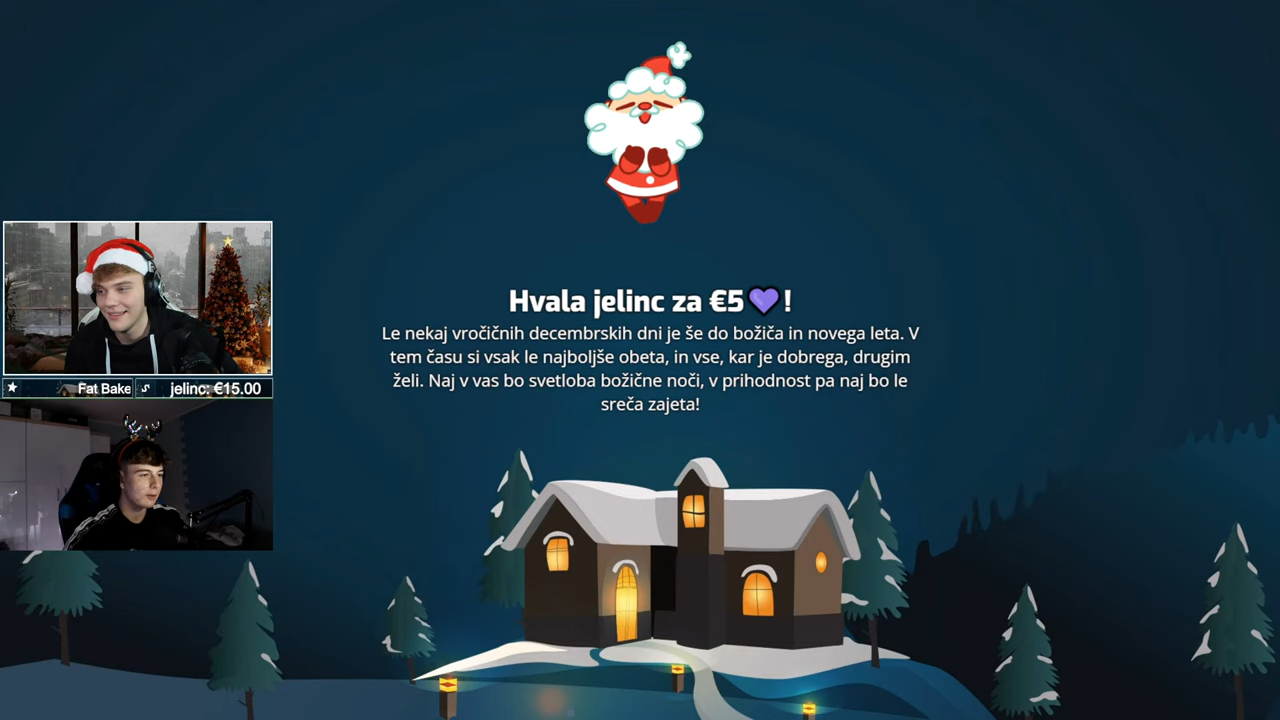 Hvala jelinc za €5💜!
Le nekaj vročičnih decembrskih dni je še do božiča in novega leta. V
tem času si vsak le najboljše obeta, in vse, kar je dobrega, drugim
želi. Naj v vas bo svetloba božične noči, v prihodnost pa naj bo le
sreča zajeta!
Fat Bake
jelinc: €15.00